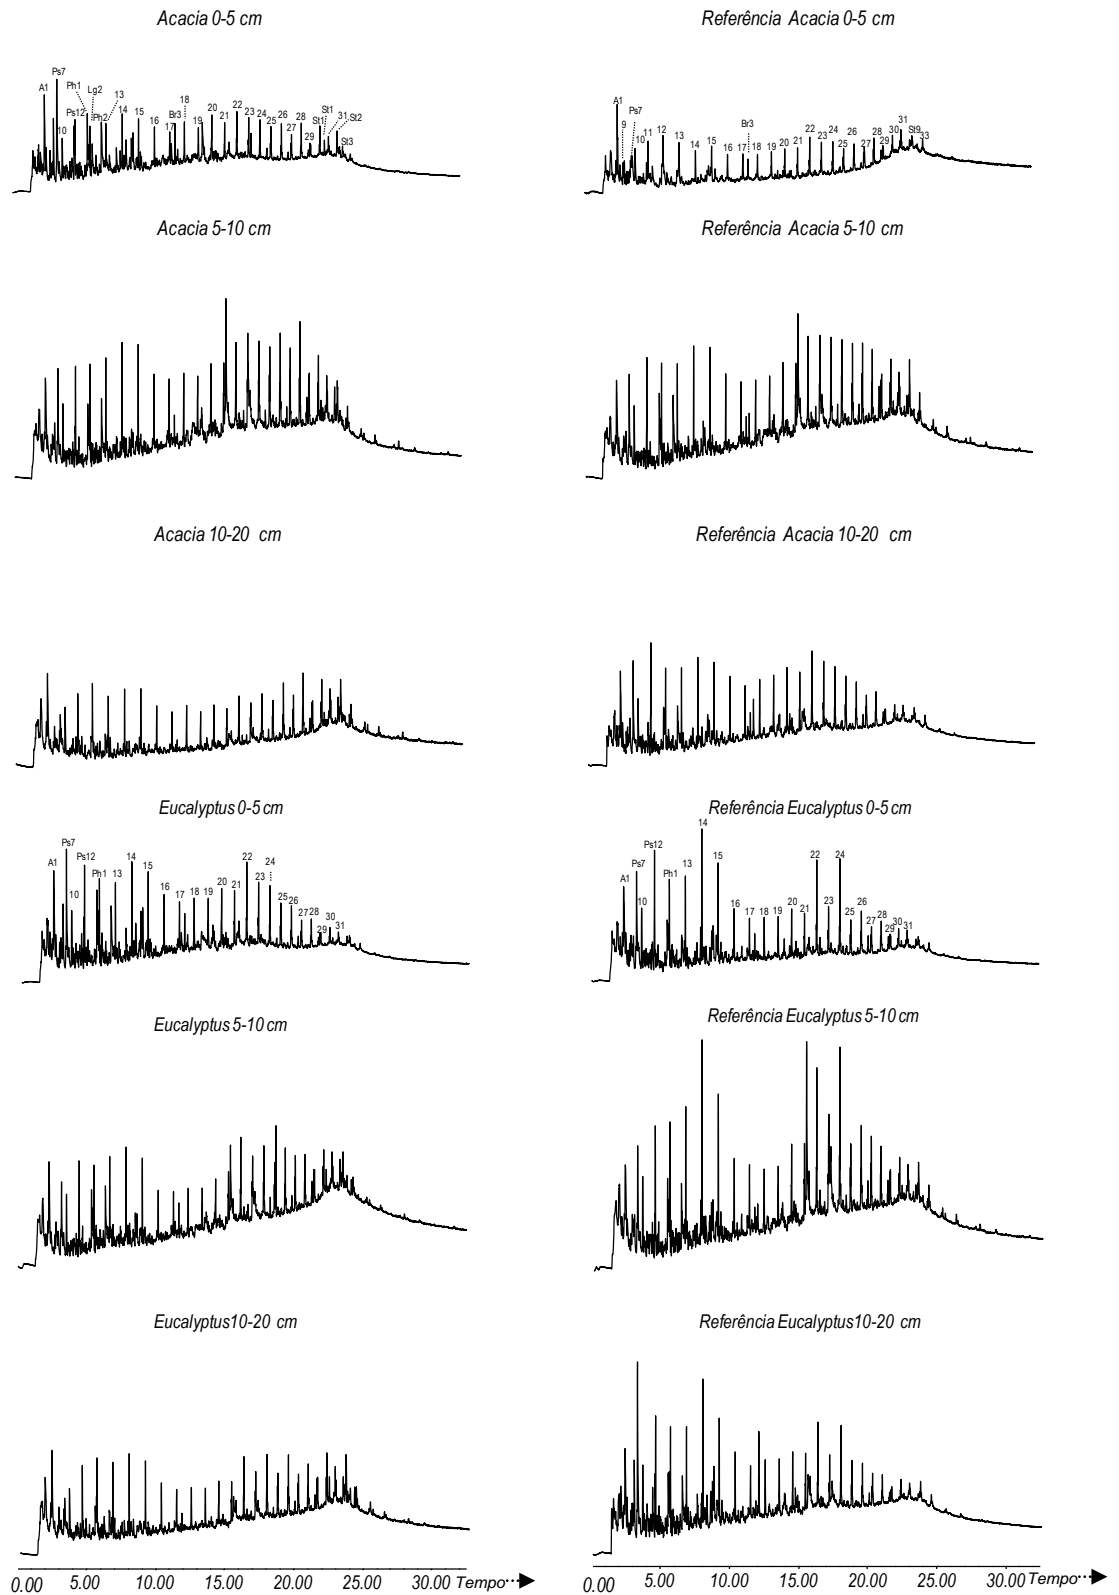 Acacia 0-5 cm
Referência Acacia 0-5 cm
A1 Ps7 10 Ps12 Ph1 Lg2 Ph2 13 14 15 16 17 Br3 18 19 20 21 22 23 24 25 26 27 28 29 St1 St1 31 St2 St3
A1 9 Ps7 10 11 12 13 14 15 16 17 Br3 18 19 20 21 22 23 24 25 26 27 28 29 30 31 St9 33
Acacia 5-10 cm
Referência Acacia 5-10 cm
Acacia 10-20 cm
Referência Acacia 10-20 cm
Eucalyptus 0-5 cm
Referência Eucalyptus 0-5 cm
A1 Ps7 10 Ps12 Ph1 13 14 15 16 17 18 19 20 21 22 23 24 25 26 27 28 29 30 31
A1 Ps7 10 Ps12 Ph1 13 14 15 16 17 18 19 20 21 22 23 24 25 26 27 28 29 30 31
Eucalyptus 5-10 cm
Referência Eucalyptus 5-10 cm
Eucalyptus10-20 cm
Referência Eucalyptus10-20 cm
0.00 5.00 10.00 15.00 20.00 25.00 30.00 Tempo
0.00 5.00 10.00 15.00 20.00 25.00 30.00 Tempo